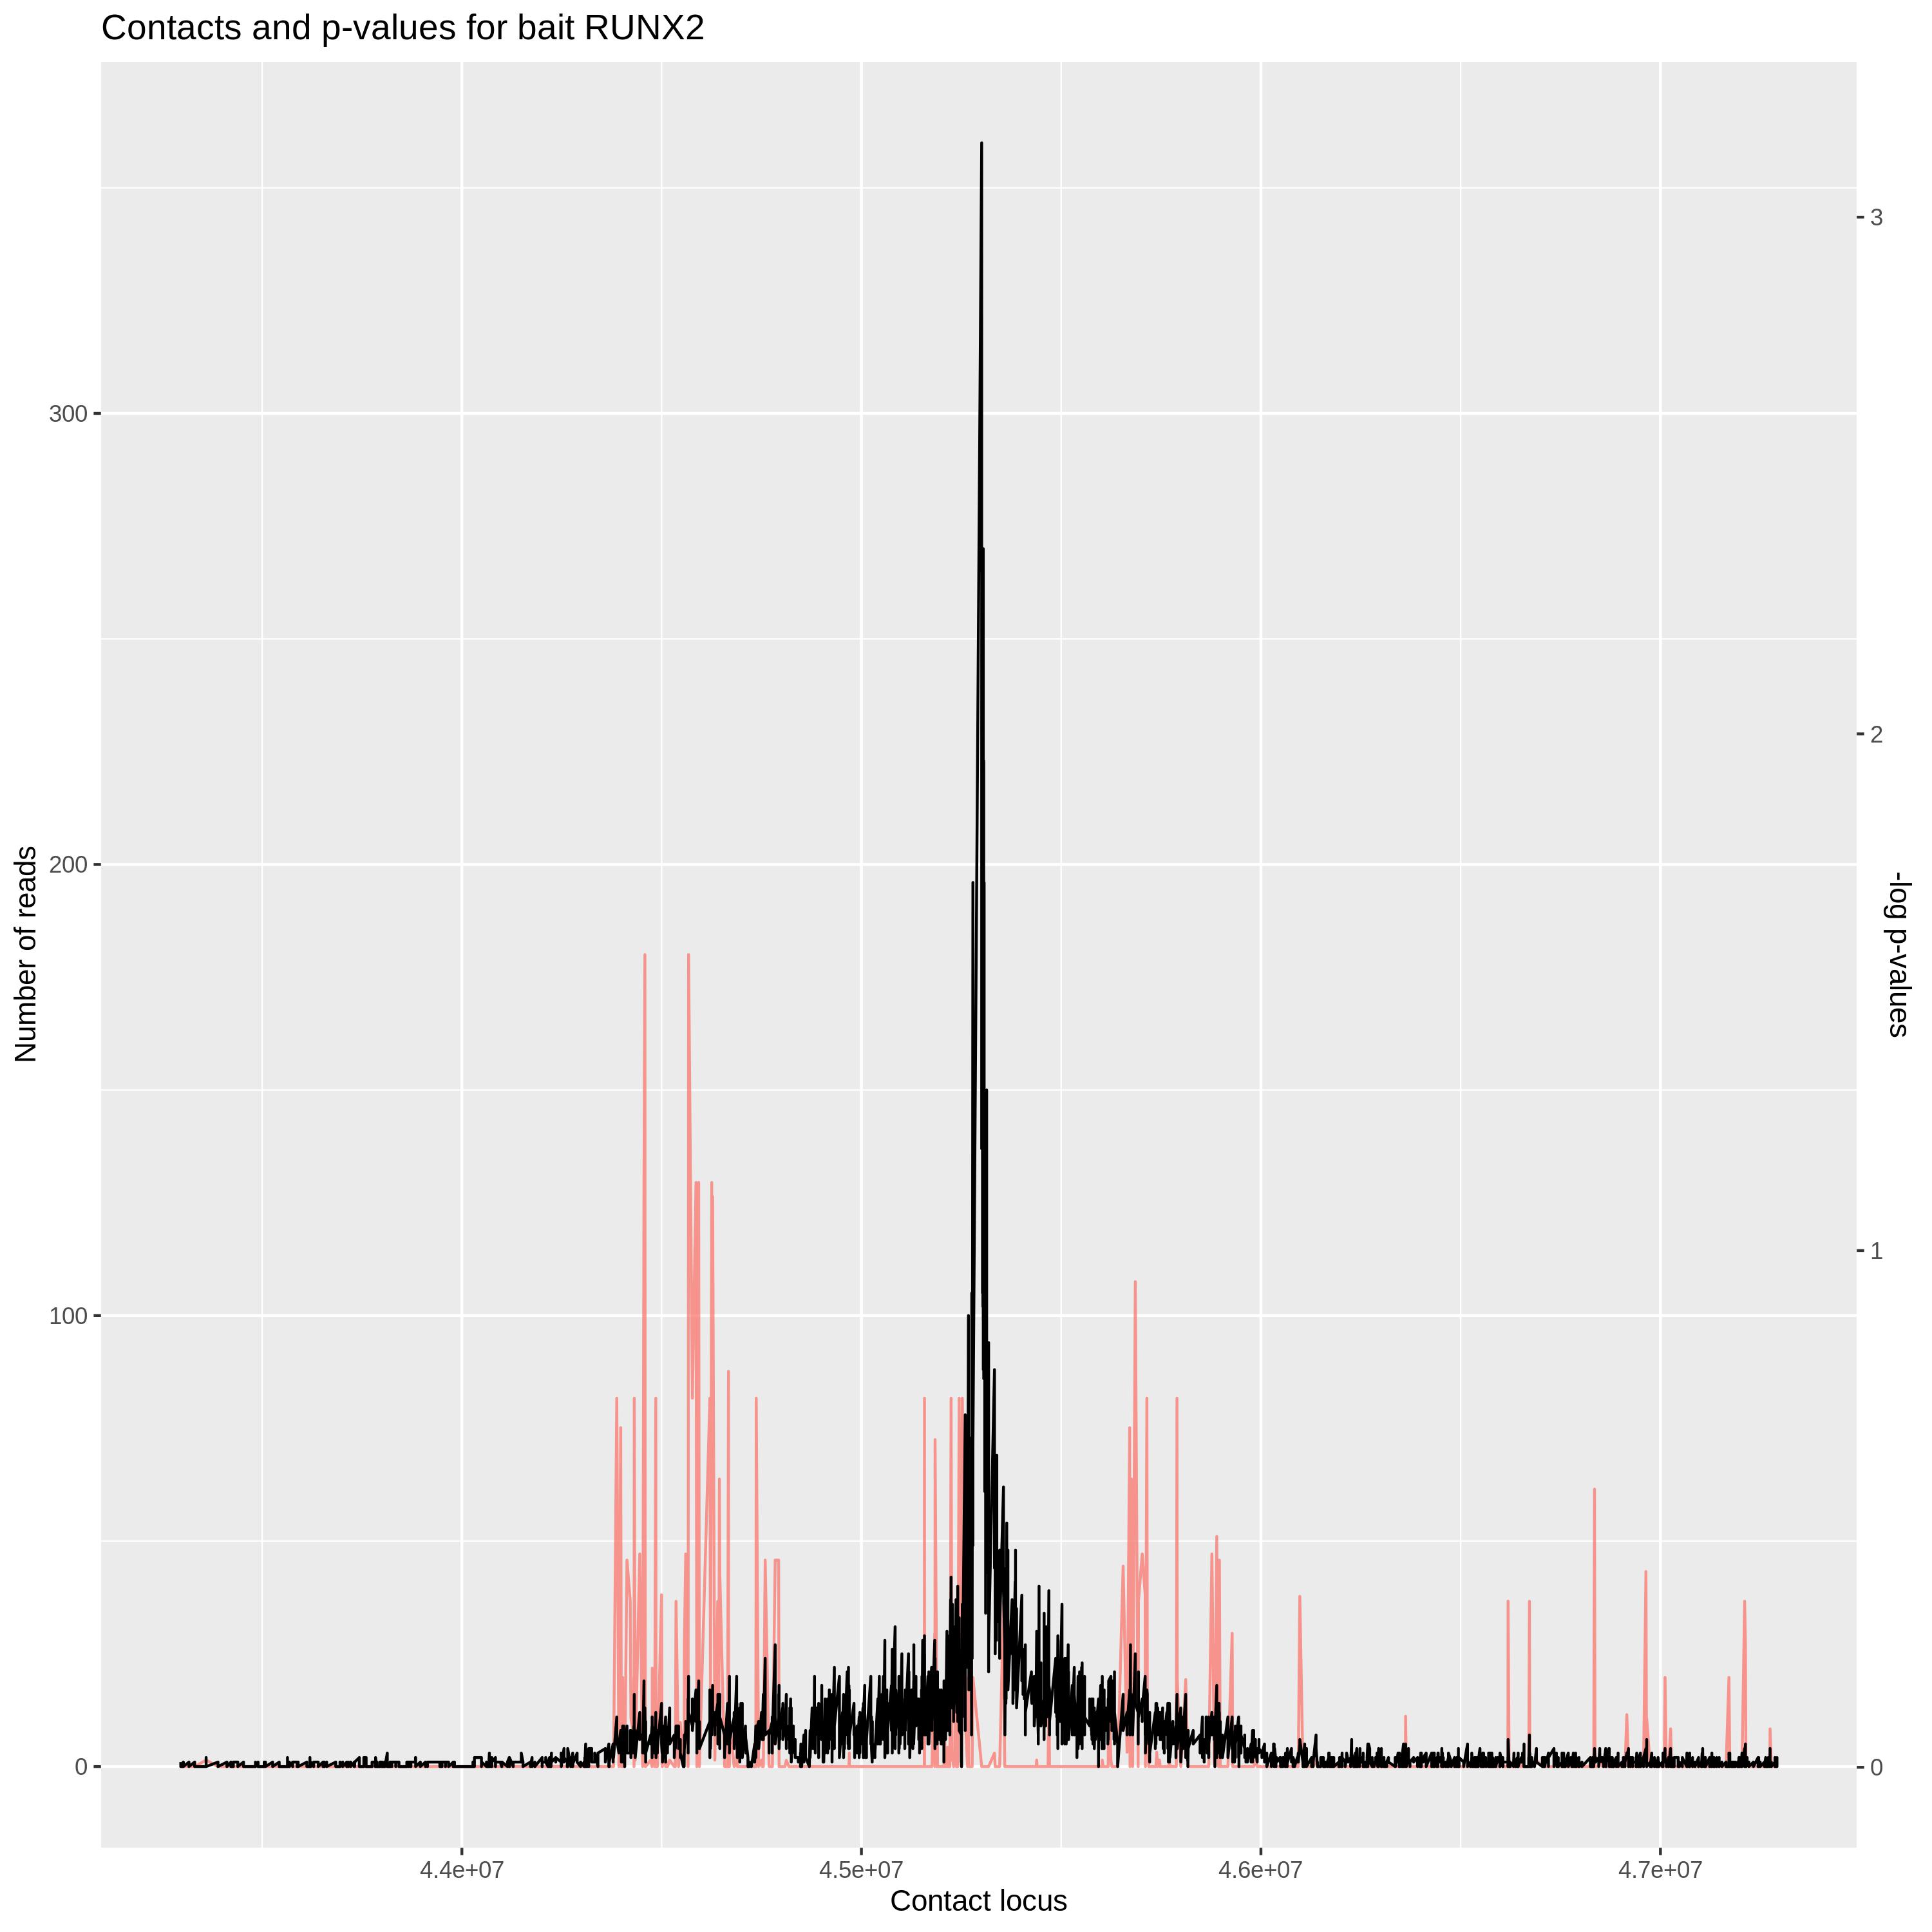 Contacts and p-values for bait RUNX2
Number of reads
300
200
100
0
3
2
1
0
-log p-values
4.4e+07
4.5e+07
4.6e+07
4.7e+07
Contact locus